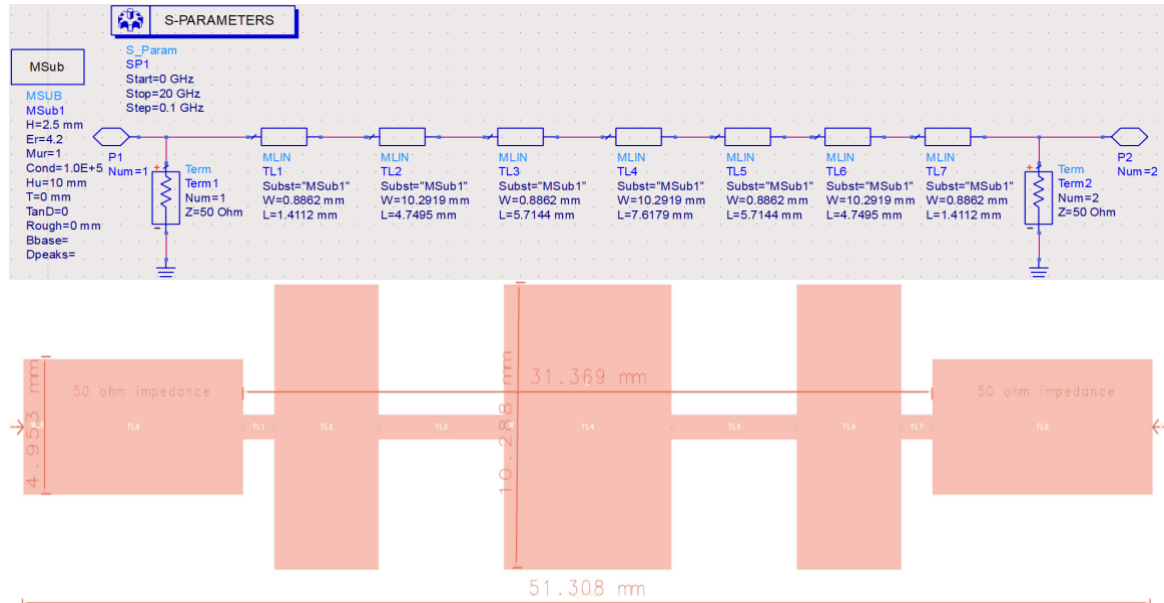 S-PARAMETERS
MSub
S_Param
SP1
Start=0 GHz
Stop=20 GHz
Step=0.1 GHz
MSUB
MSub1
H=2.5 mm
Er=4.2
Mur=1
Cond=1.0E+5
Hu=10 mm
T=0 mm
TanD=0
Rough=0 mm
Bbase=
Dpeaks=
P1
Num=1
Term
Term1
Num=1
Z=50 Ohm
MLIN
TL1
Subst="MSub1"
W=0.8862 mm
L=1.4112 mm
MLIN
TL2
Subst="MSub1"
W=10.2919 mm
L=4.7495 mm
MLIN
TL3
Subst="MSub1"
W=0.8862 mm
L=5.7144 mm
MLIN
TL4
Subst="MSub1"
W=10.2919 mm
L=7.6179 mm
MLIN
TL5
Subst="MSub1"
W=0.8862 mm
L=5.7144 mm
MLIN
TL6
Subst="MSub1"
W=10.2919 mm
L=4.7495 mm
MLIN
TL7
Subst="MSub1"
W=0.8862 mm
L=1.4112 mm
Term
Term2
Num=2
Z=50 Ohm
P2
Num=2
4.953 mm
50 ohm impedance
31.369 mm
10.288 mm
50 ohm impedance
TL1
TL3
TL4
TL6
TL7
51.308 mm